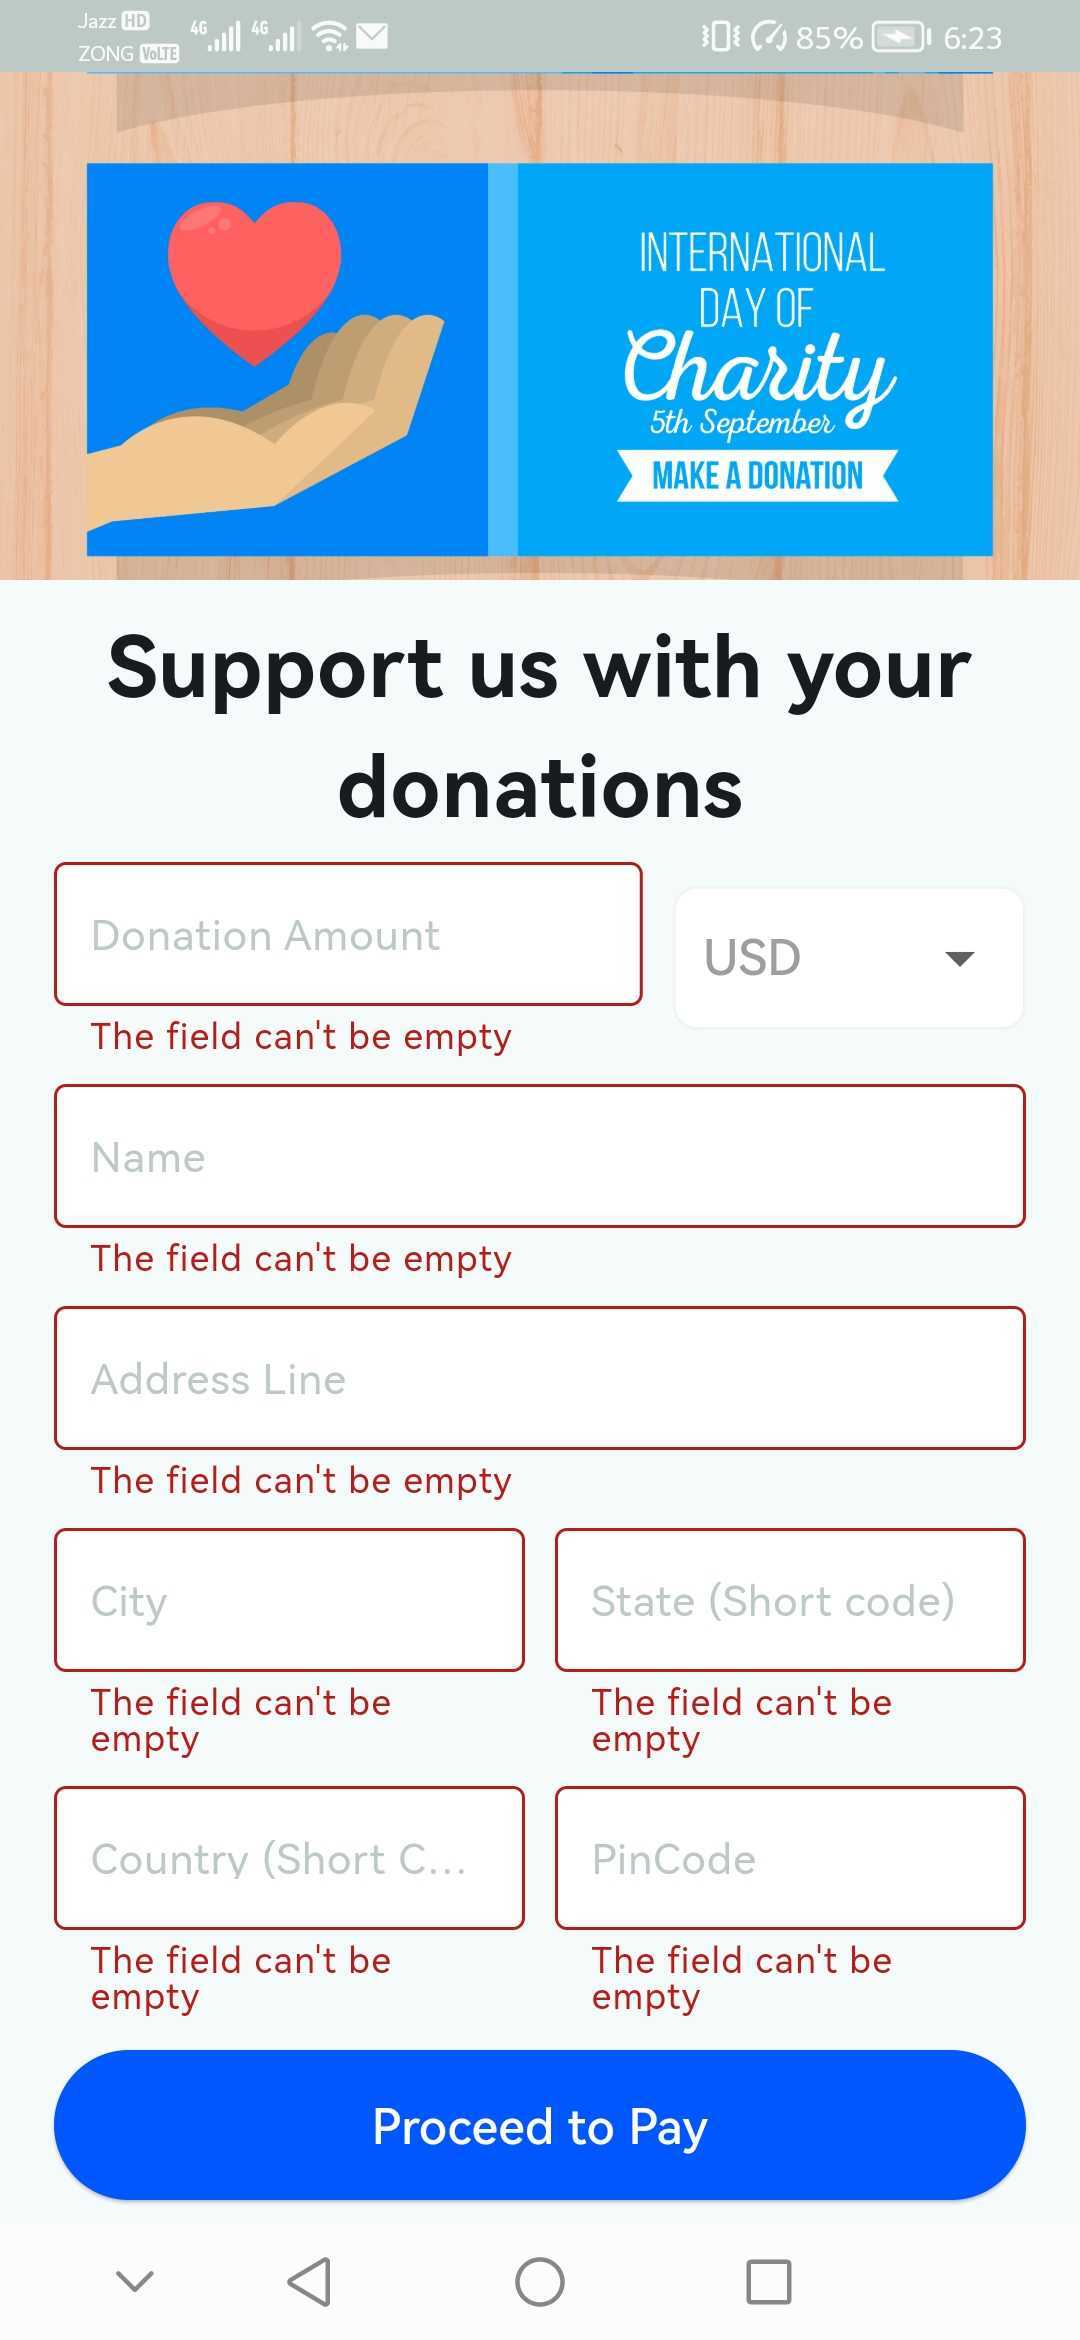 Jazz HD
ZONG VoLTE
4G 4G
85% 6:23
INTERNATIONAL
DAY OF
Charity
5th September
MAKE A DONATION
Support us with your
donations
Donation Amount
USD
The field can't be empty
Name
The field can't be empty
Address Line
The field can't be empty
City
State (Short code)
The field can't be
empty
The field can't be
empty
Country (Short C...
PinCode
The field can't be
empty
The field can't be
empty
Proceed to Pay